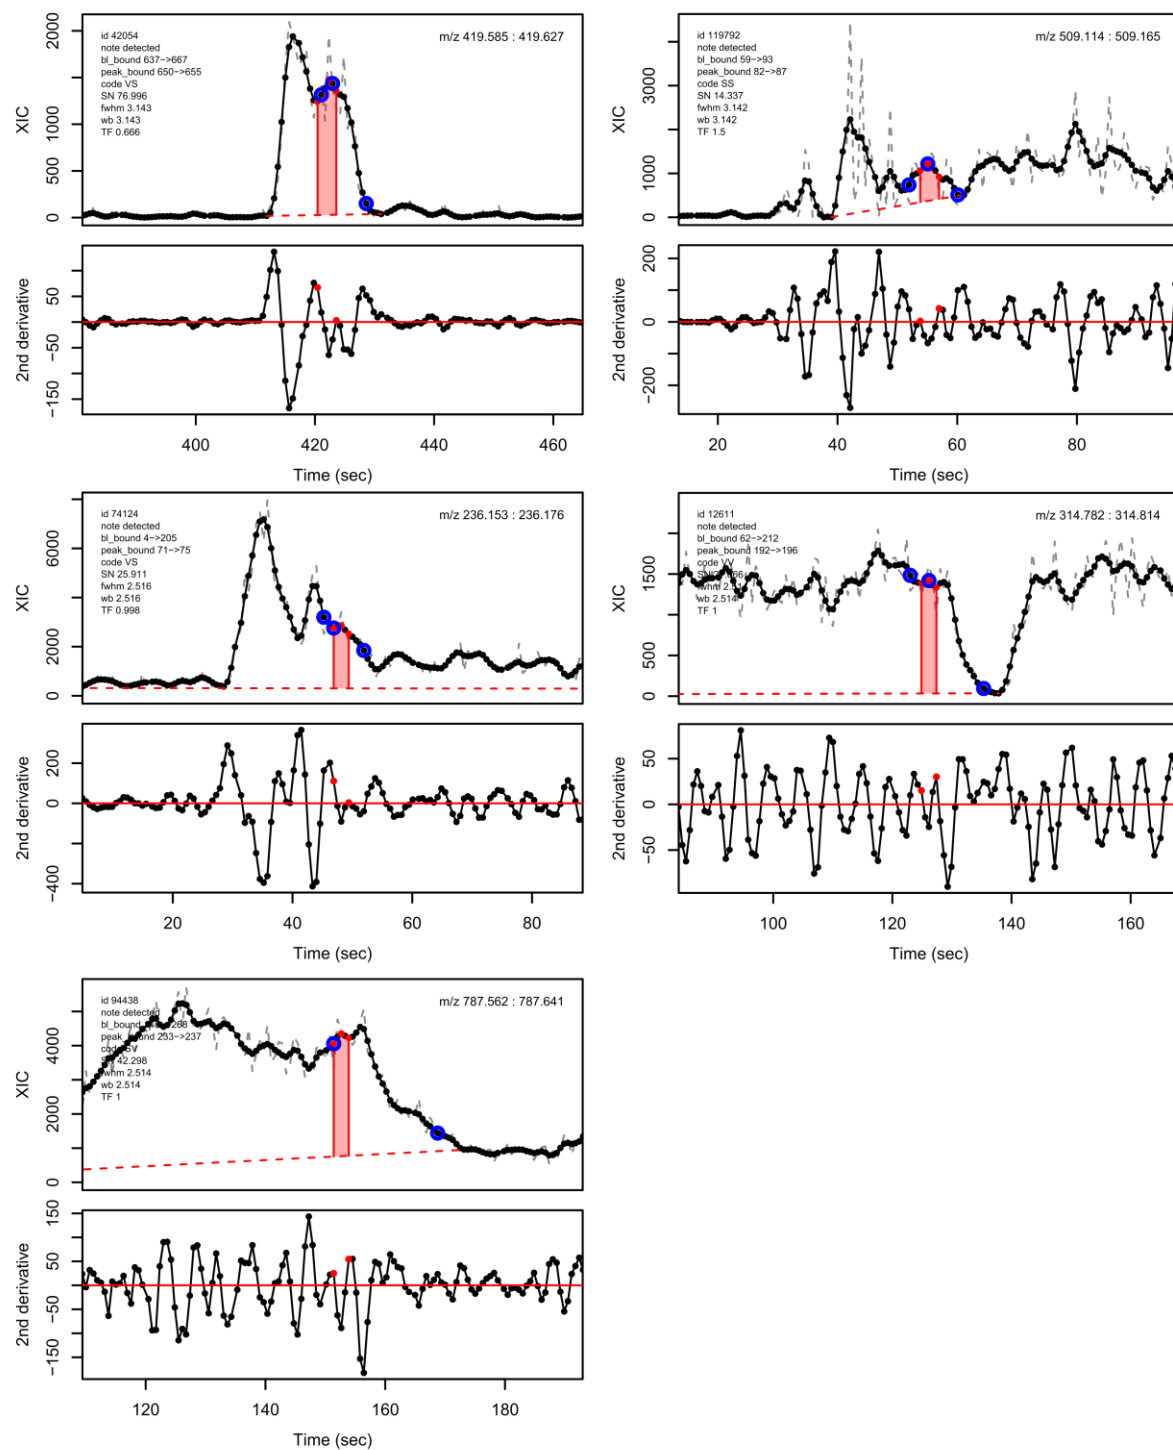 id 42054
note detected
bl_bound 637->667
peak_bound 650->655
code VS
SN 76.996
fwhm 3.143
wb 3.143
TF 0.666
m/z 419.585 : 419.627
XIC
0
500
1000
2000
2nd derivative
-150
-50
50
400
420
440
460
Time (sec)
id 119792
note detected
bl_bound 59->93
peak_bound 82->87
code SS
SN 14.337
fwhm 3.142
wb 3.142
TF 1.5
m/z 509.114 : 509.165
XIC
0
1000
3000
2nd derivative
-200
0
200
20
40
60
80
Time (sec)
id 74124
note detected
bl_bound 4->205
peak_bound 71->75
code VS
SN 25.911
fwhm 2.516
wb 2.516
TF 0.998
m/z 236.153 : 236.176
XIC
0
2000
6000
2nd derivative
-400
0
200
20
40
60
80
Time (sec)
id 12611
note detected
bl_bound 62->212
peak_bound 192->196
code VV
SN
wb 2.514
TF 1
m/z 314.782 : 314.814
XIC
0
500
1500
2nd derivative
-50
0
50
100
120
140
160
Time (sec)
id 94438
note detected
bl_bound
peak_bound 233->237
code SV
42.298
fwhm 2.514
wb 2.514
TF 1
m/z 787.562 : 787.641
XIC
0
2000
4000
2nd derivative
-150
-50
50
150
120
140
160
180
Time (sec)